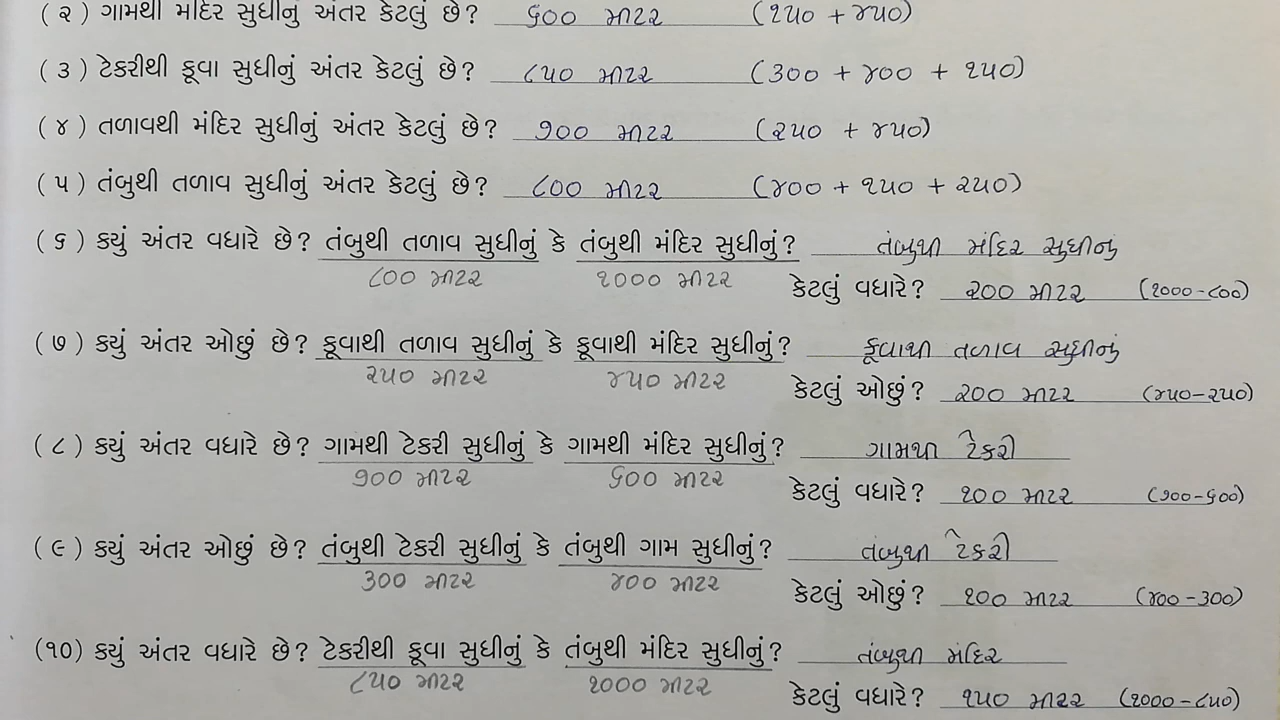 (૨) ગામથી મંદિર સુધીનું અંતર કેટલું છે? ૬૦૦ મીટર (૧૫૦ + ૪૫૦)
(૩) ટેકરીથી કૂવા સુધીનું અંતર કેટલું છે? ૮૫૦ મીટર (૩૦૦ + ૪૦૦ + ૧૫૦)
(૪) તળાવથી મંદિર સુધીનું અંતર કેટલું છે? ૭૦૦ મીટર (૨૫૦ + ૪૫૦)
(૫) તંબુથી તળાવ સુધીનું અંતર કેટલું છે? ૮૦૦ મીટર (૪૦૦ + ૧૫૦ + ૨૫૦)
(૬) કયું અંતર વધારે છે? તંબુથી તળાવ સુધીનું કે તંબુથી મંદિર સુધીનું? તંબુથી મંદિર સુધીનું
૮૦૦ મીટર ૧૦૦૦ મીટર કેટલું વધારે? ૨૦૦ મીટર (૧૦૦૦-૮૦૦)
(૭) કયું અંતર ઓછું છે? કૂવાથી તળાવ સુધીનું કે કૂવાથી મંદિર સુધીનું? કૂવાથી તળાવ સુધીનું
૨૫૦ મીટર ૪૫૦ મીટર કેટલું ઓછું? ૨૦૦ મીટર (૪૫૦-૨૫૦)
(૮) કયું અંતર વધારે છે? ગામથી ટેકરી સુધીનું કે ગામથી મંદિર સુધીનું? ગામથી ટેકરી
૭૦૦ મીટર ૬૦૦ મીટર કેટલું વધારે? ૧૦૦ મીટર (૭૦૦-૬૦૦)
(૯) કયું અંતર ઓછું છે? તંબુથી ટેકરી સુધીનું કે તંબુથી ગામ સુધીનું? તંબુથી ટેકરી
૩૦૦ મીટર ૪૦૦ મીટર કેટલું ઓછું? ૧૦૦ મીટર (૪૦૦-૩૦૦)
(૧૦) કયું અંતર વધારે છે? ટેકરીથી કૂવા સુધીનું કે તંબુથી મંદિર સુધીનું? તંબુથી મંદિર
૮૫૦ મીટર ૧૦૦૦ મીટર કેટલું વધારે? ૧૫૦ મીટર (૧૦૦૦-૮૫૦)